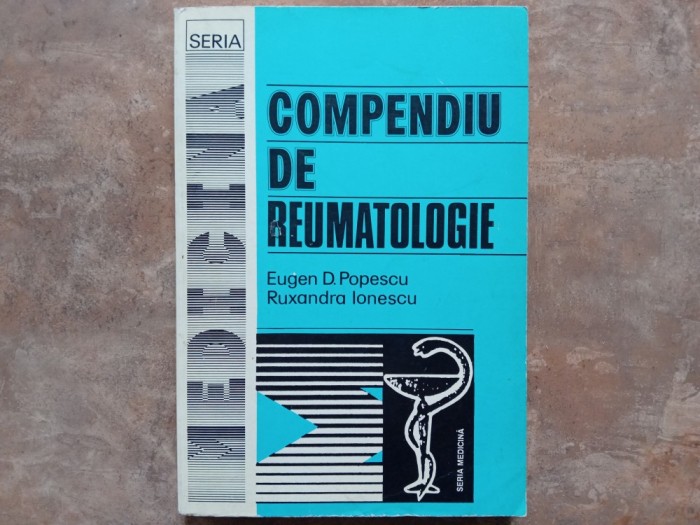 SERIA
MEDICINA
COMPENDIU
DE
REUMATOLOGIE
Eugen D. Popescu
Ruxandra Ionescu
SERIA MEDICINĂ